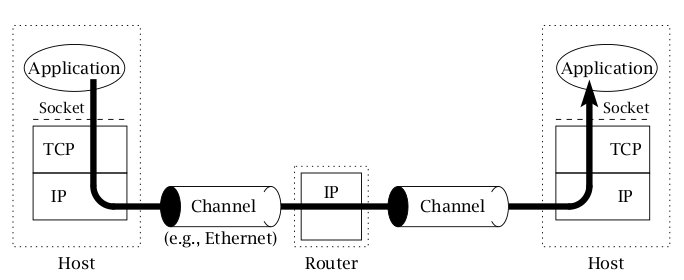 Application
Socket
TCP
IP
Host
Channel
(e.g., Ethernet)
IP
Router
Channel
Application
Socket
TCP
IP
Host